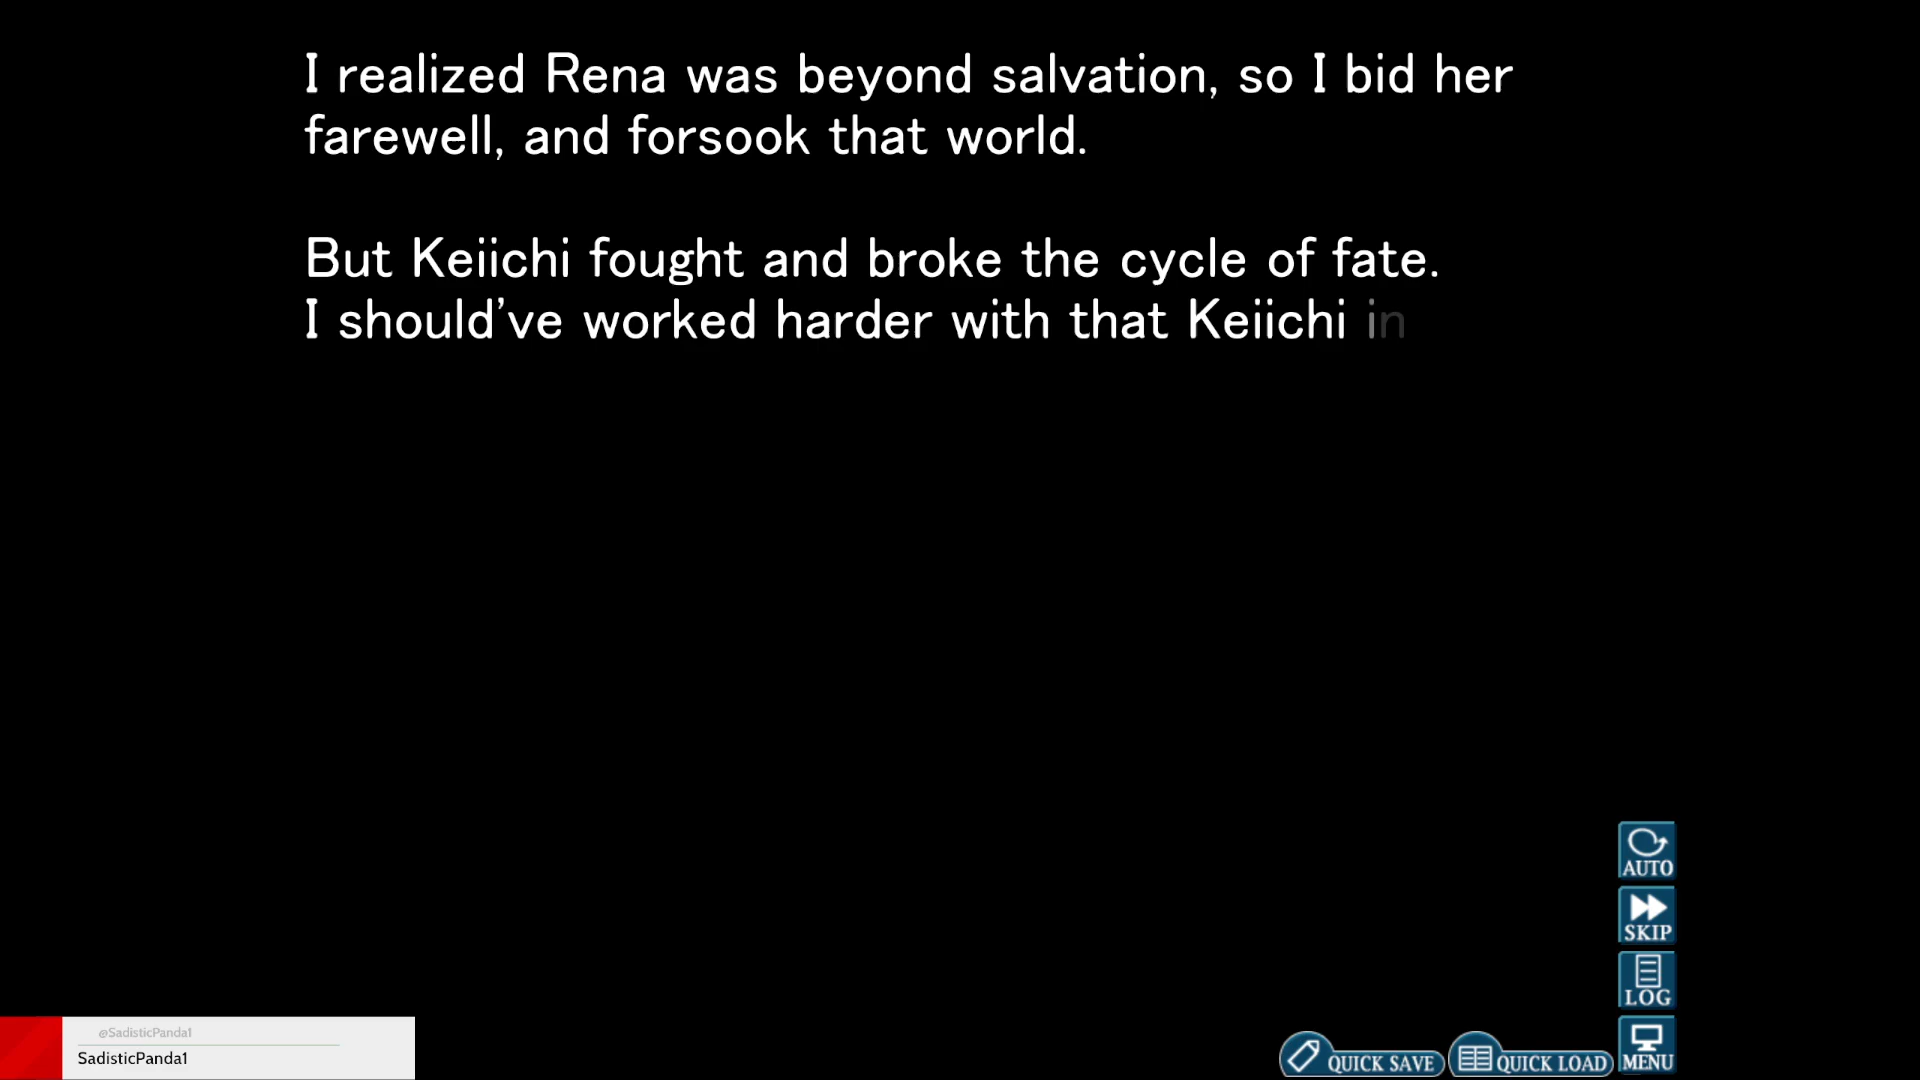 I realized Rena was beyond salvation, so I bid her
farewell, and forsook that world.
But Keiichi fought and broke the cycle of fate.
I should've worked harder with that Keiichi in
AUTO
SKIP
LOG
MENU
QUICK SAVE
QUICK LOAD
@SadisticPanda1
SadisticPanda1